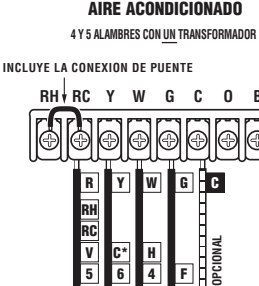 AIRE ACONDICIONADO
4 Y 5 ALAMBRES CON UN TRANSFORMADOR
INCLUYE LA CONEXION DE PUENTE
RH RC Y W G C O
R Y W G C
RH
RC
V C* H
5 6 4 F
OPCIONAL